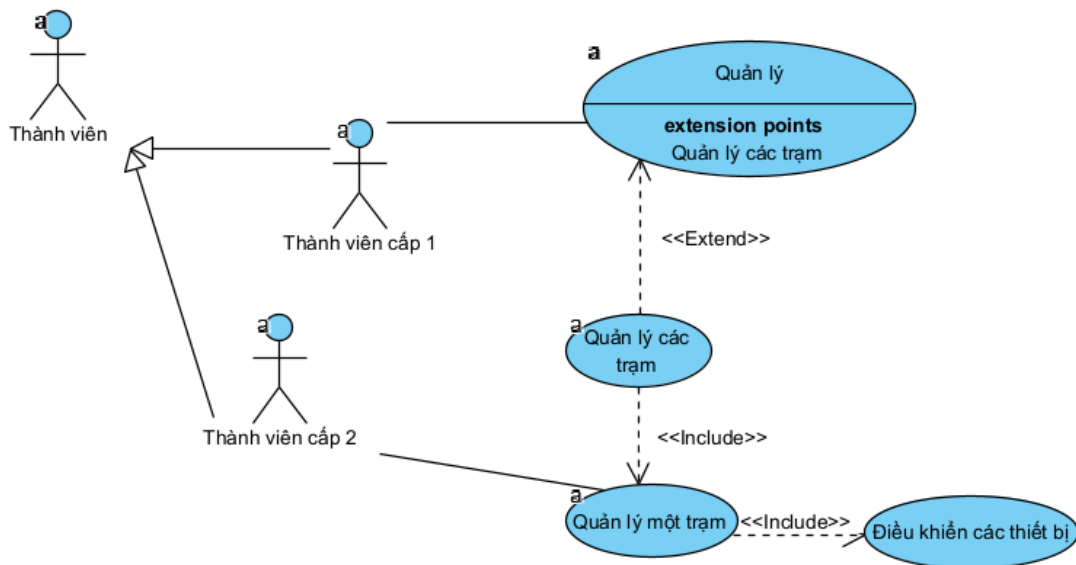 a
Thành viên
a
Thành viên cấp 1
a
Quản lý
extension points
Quản lý các trạm
<<Extend>>
a
Quản lý các
trạm
a
Thành viên cấp 2
<<Include>>
a
Quản lý một trạm
<<Include>>
Điều khiển các thiết bị